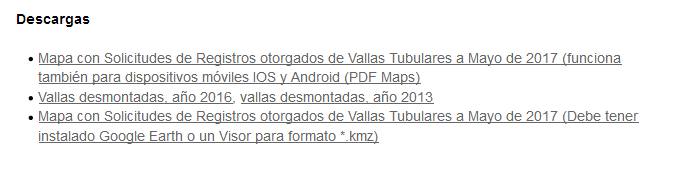 Descargas
Mapa con Solicitudes de Registros otorgados de Vallas Tubulares a Mayo de 2017 (funciona
también para dispositivos móviles IOS y Android (PDF Maps)
Vallas desmontadas, año 2016, vallas desmontadas, año 2013
Mapa con Solicitudes de Registros otorgados de Vallas Tubulares a Mayo de 2017 (Debe tener
instalado Google Earth o un Visor para formato *.kmz)